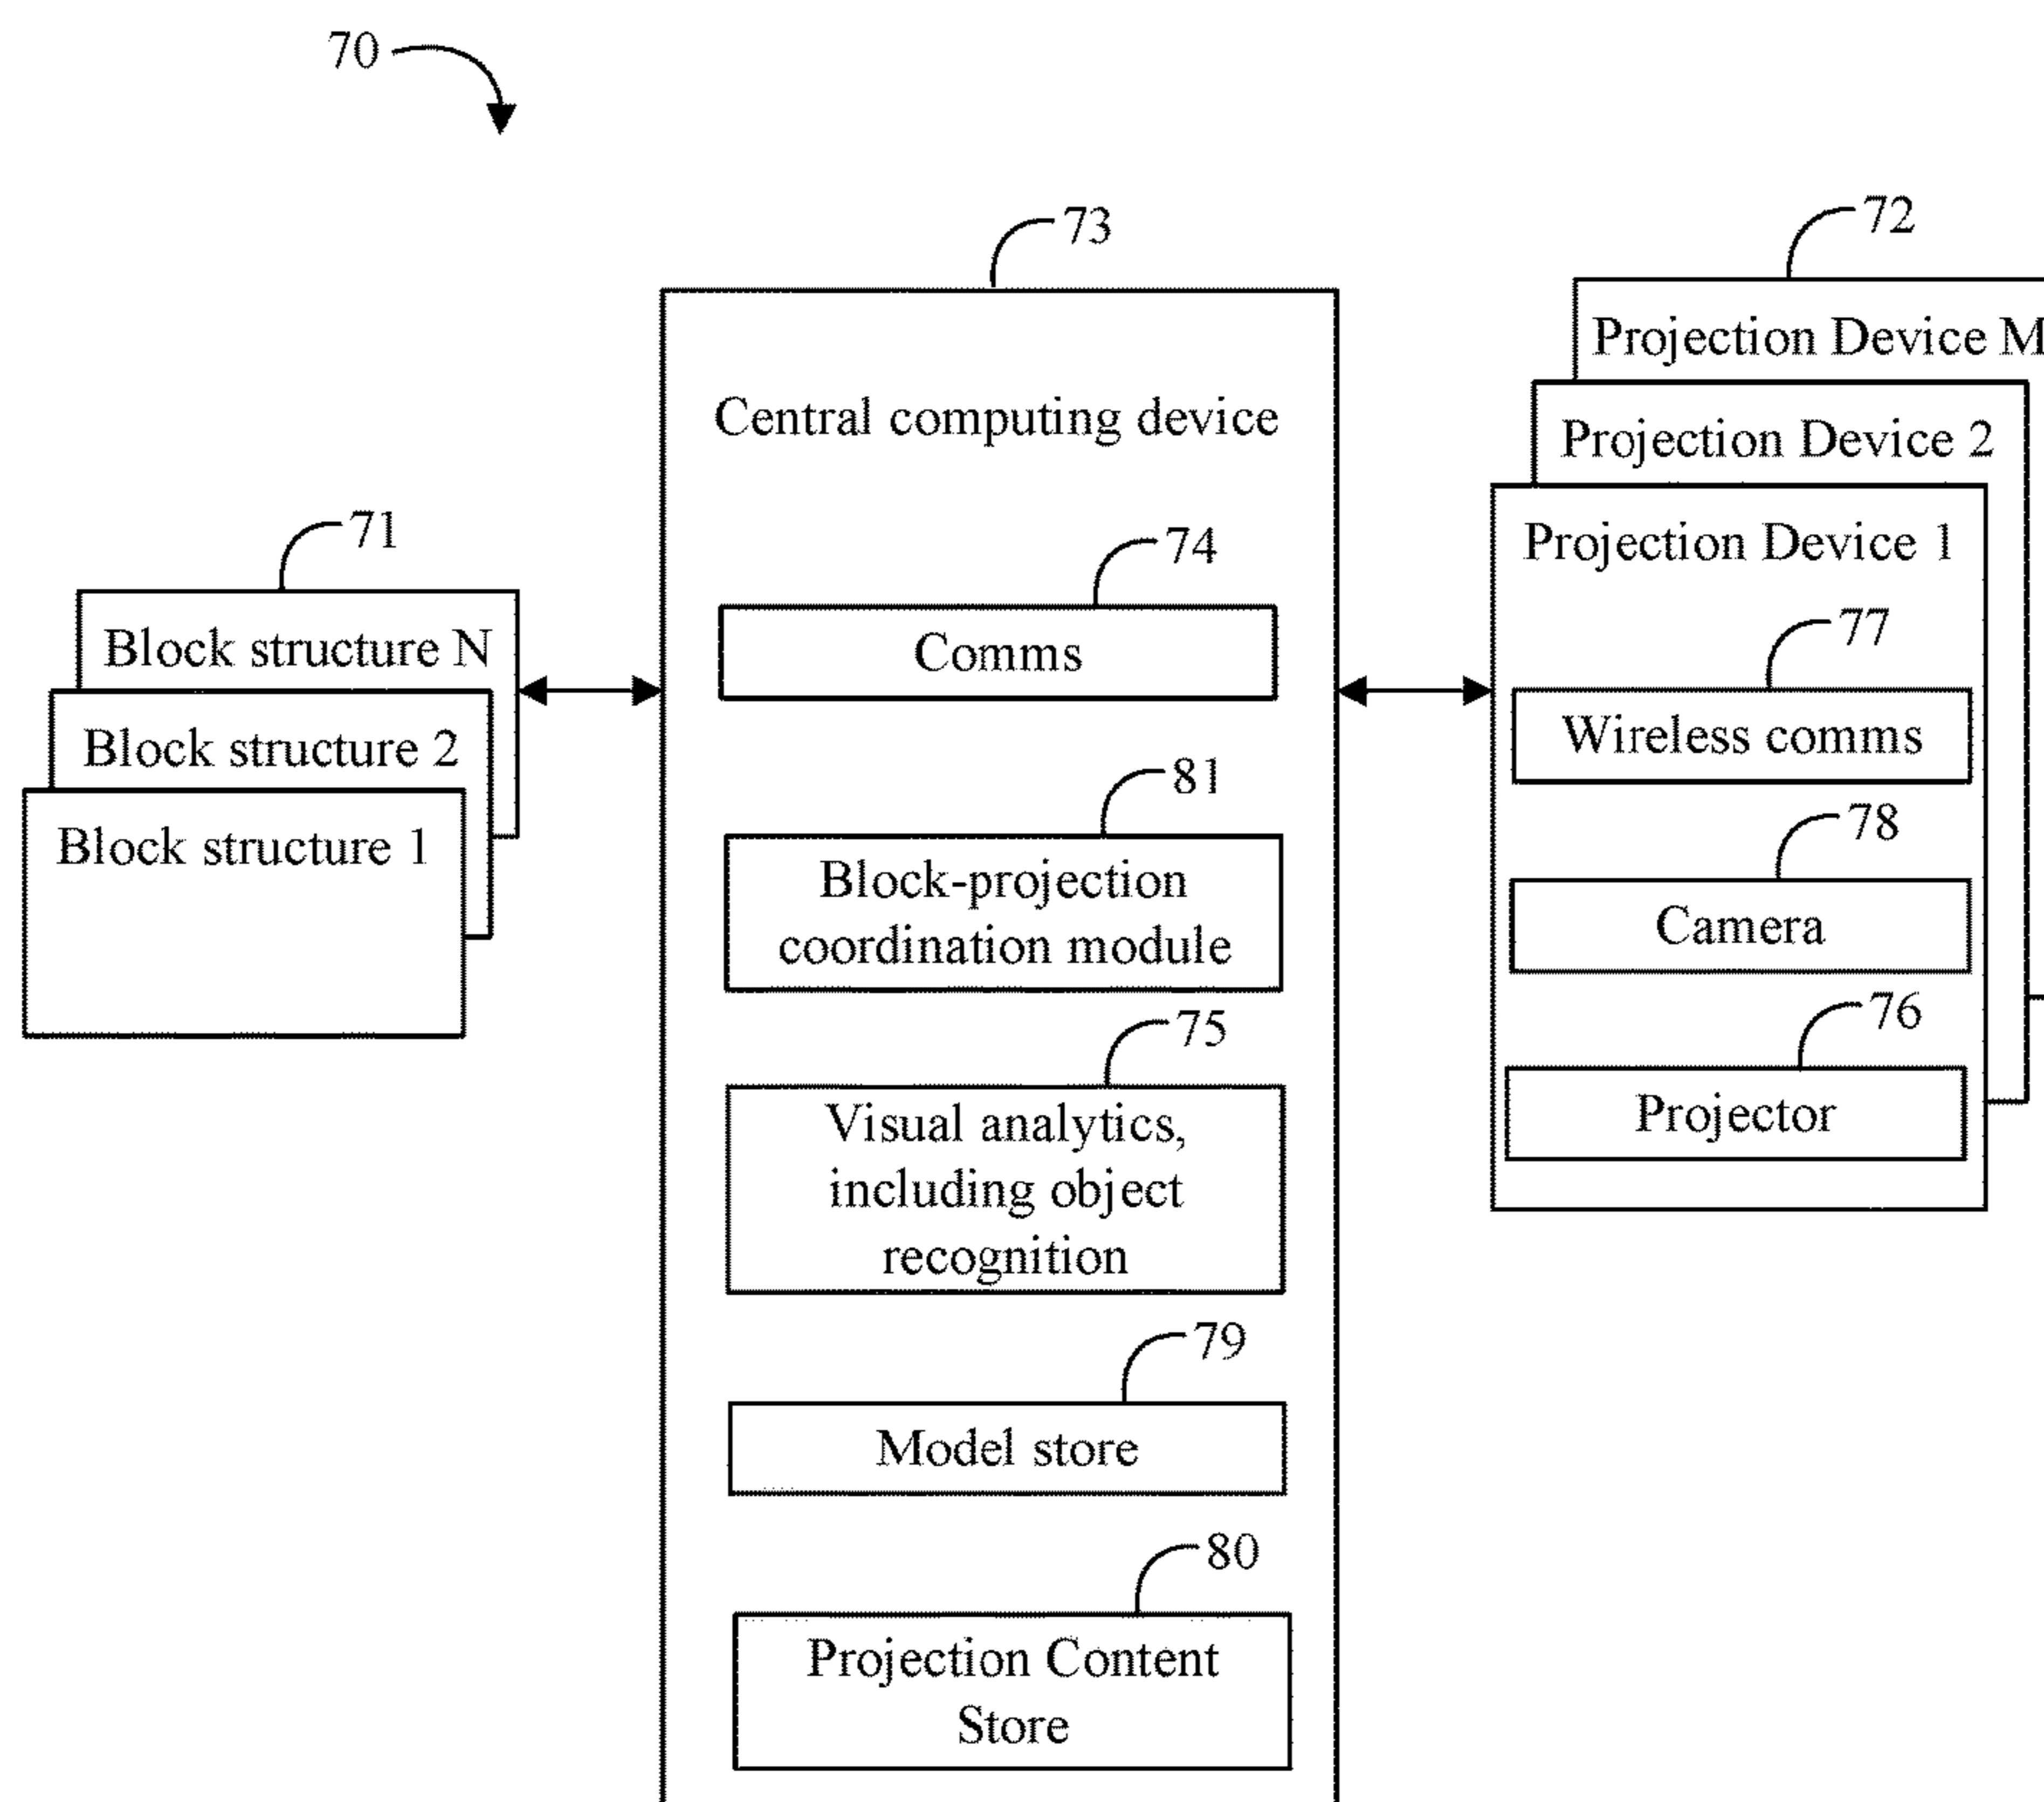 70
73
72
Projection Device M
Central computing device
Projection Device 2
71
74
Projection Device 1
Block structure N
Comms
77
Wireless comms
Block structure 2
81
78
Block structure 1
Block-projection
coordination module
Camera
75
76
Visual analytics,
including object
recognition
Projector
79
Model store
80
Projection Content
Store